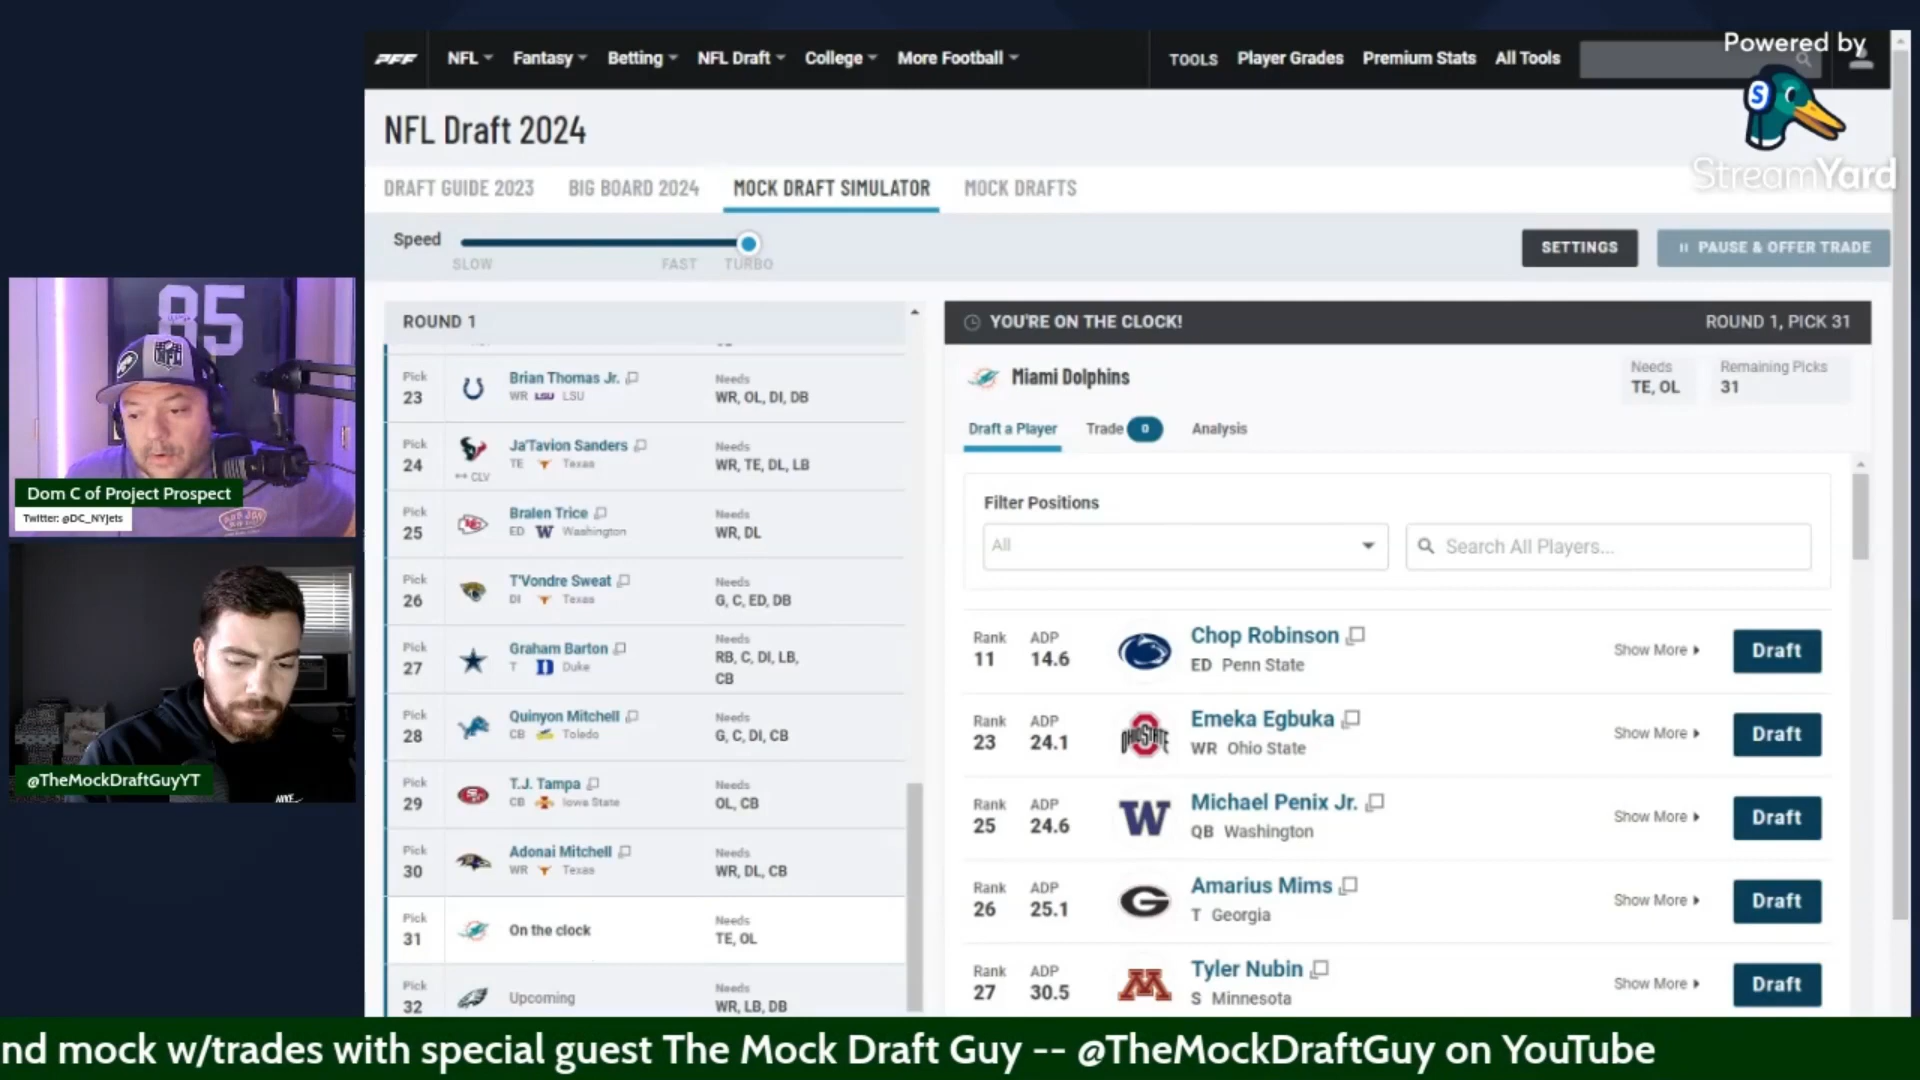 Powered by
StreamYard
PFF
NFL
Fantasy
Betting
NFL Draft
College
More Football
TOOLS
Player Grades
Premium Stats
All Tools
NFL Draft 2024
DRAFT GUIDE 2023
BIG BOARD 2024
MOCK DRAFT SIMULATOR
MOCK DRAFTS
Speed
SLOW
FAST
TURBO
SETTINGS
PAUSE & OFFER TRADE
85
NFL
Dom C of Project Prospect
Twitter: @DC_NYjets
@TheMockDraftGuyYT
ROUND 1
Pick
23
Brian Thomas Jr.
WR LSU LSU
Needs
WR, OL, DI, DB
Pick
24
CLV
Ja'Tavion Sanders
TE Texas
Needs
WR, TE, DL, LB
Pick
25
Bralen Trice
ED W Washington
Needs
WR, DL
Pick
26
T'Vondre Sweat
DI Texas
Needs
G, C, ED, DB
Pick
27
Graham Barton
T D Duke
Needs
RB, C, DI, LB,
CB
Pick
28
Quinyon Mitchell
CB Toledo
Needs
G, C, DI, CB
Pick
29
T.J. Tampa
CB Iowa State
Needs
OL, CB
Pick
30
Adonai Mitchell
WR Texas
Needs
WR, DL, CB
Pick
31
On the clock
Needs
TE, OL
Pick
32
Upcoming
Needs
WR, LB, DB
YOU'RE ON THE CLOCK!
ROUND 1, PICK 31
Miami Dolphins
Needs
TE, OL
Remaining Picks
31
Draft a Player
Trade 0
Analysis
Filter Positions
All
Search All Players...
Rank
11
ADP
14.6
Chop Robinson
ED Penn State
Show More
Draft
Rank
23
ADP
24.1
OHIO STATE
Emeka Egbuka
WR Ohio State
Show More
Draft
Rank
25
ADP
24.6
W
Michael Penix Jr.
QB Washington
Show More
Draft
Rank
26
ADP
25.1
G
Amarius Mims
T Georgia
Show More
Draft
Rank
27
ADP
30.5
M
Tyler Nubin
S Minnesota
Show More
Draft
nd mock w/trades with special guest The Mock Draft Guy -- @TheMockDraftGuy on YouTube